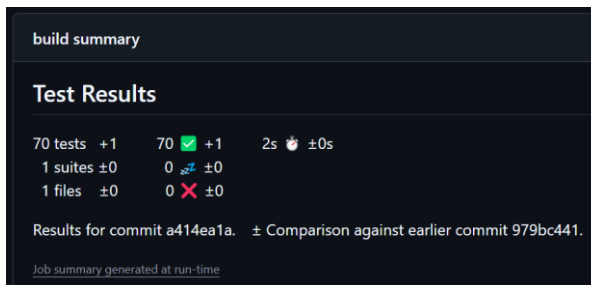 build summary
Test Results
70 tests +1 70 ✅ +1 2s ⏱️ ±0s
1 suites ±0 0 💤 ±0
1 files ±0 0 ❌ ±0
Results for commit a414ea1a. ± Comparison against earlier commit 979bc441.
Job summary generated at run-time